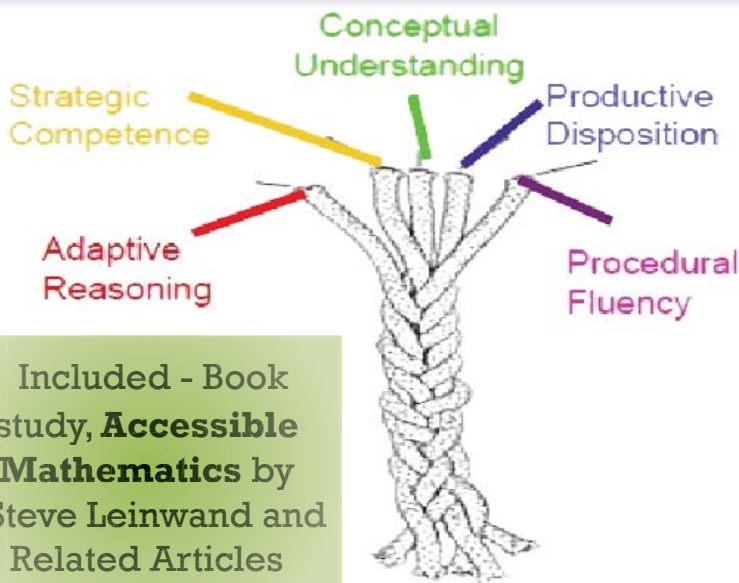 Conceptual
Understanding
Strategic
Competence
Productive
Disposition
Adaptive
Reasoning
Procedural
Fluency
Included - Book
study, Accessible
Mathematics by
Steve Leinwand and
Related Articles